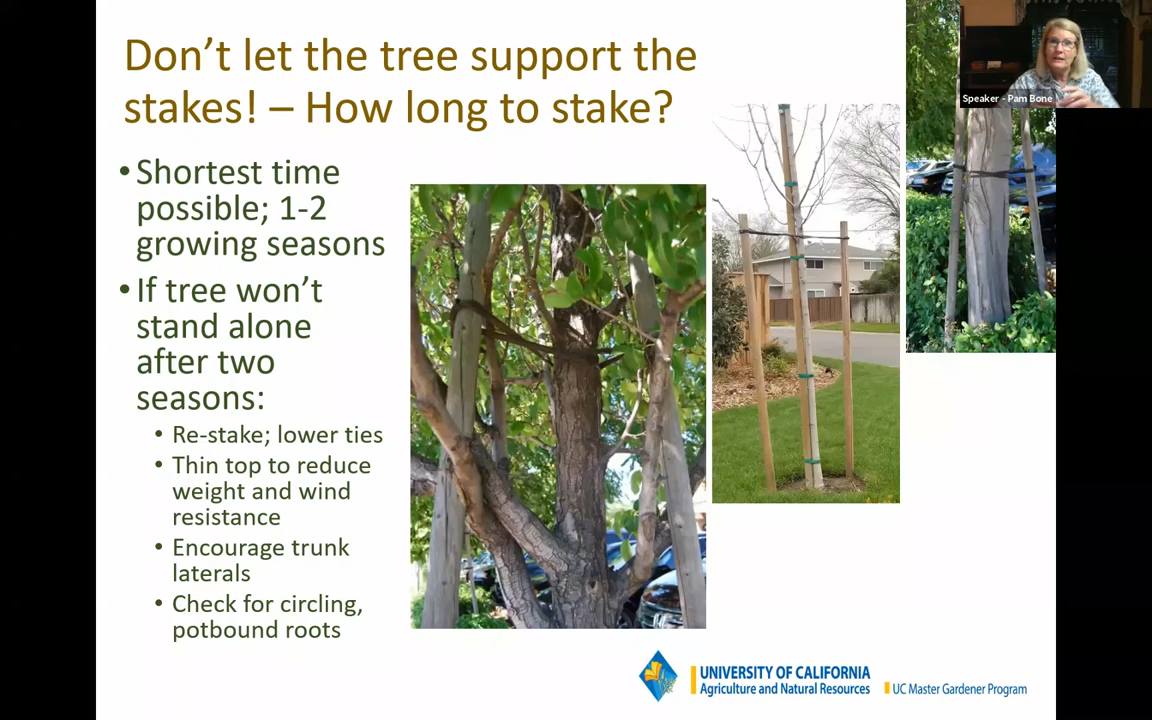 Don't let the tree support the
stakes! – How long to stake?
Speaker - Pam Bone
• Shortest time
possible; 1-2
growing seasons
• If tree won't
stand alone
after two
seasons:
• Re-stake; lower ties
• Thin top to reduce
weight and wind
resistance
• Encourage trunk
laterals
• Check for circling,
potbound roots
UNIVERSITY OF CALIFORNIA
Agriculture and Natural Resources
UC Master Gardener Program